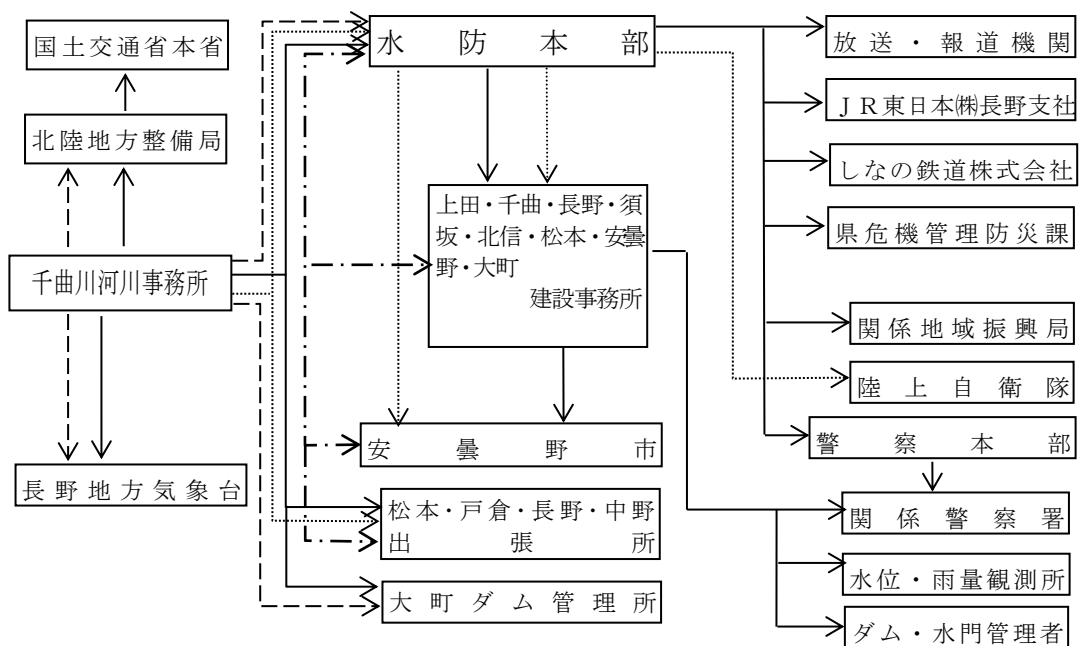 国土交通省本省
北陸地方整備局
千曲川河川事務所
長野地方気象台
水防本部
上田・千曲・長野・須
坂・北信・松本・安曇
野・大町
建設事務所
安曇野市
松本・戸倉・長野・中野
出張所
大町ダム管理所
放送・報道機関
ＪＲ東日本㈱長野支社
しなの鉄道株式会社
県危機管理防災課
関係地域振興局
陸上自衛隊
警察本部
関係警察署
水位・雨量観測所
ダム・水門管理者